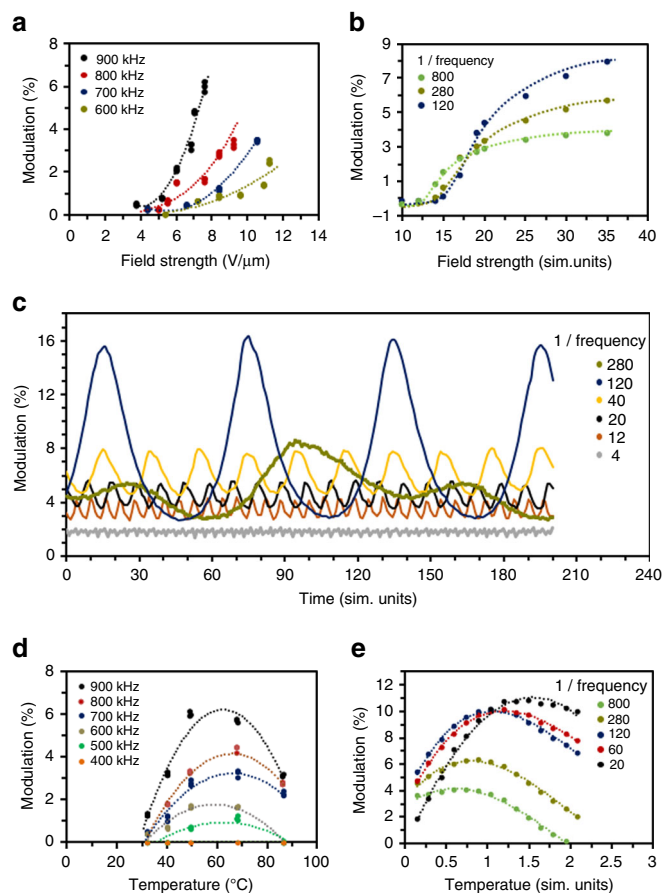 a
Modulation (%)
8
6
4
2
0
900 kHz
800 kHz
700 kHz
600 kHz
0 2 4 6 8 10 12 14
Field strength (V/μm)
b
Modulation (%)
9
7
5
3
1
–1
1 / frequency
800
280
120
10 15 20 25 30 35 40
Field strength (sim.units)
c
Modulation (%)
16
12
8
4
0
1 / frequency
280
120
40
20
12
4
0 30 60 90 120 150 180 210 240
Time (sim. units)
d
Modulation (%)
8
6
4
2
0
900 kHz
800 kHz
700 kHz
600 kHz
500 kHz
400 kHz
0 20 40 60 80 100
Temperature (°C)
e
Modulation (%)
12
10
8
6
4
2
0
1 / frequency
800
280
120
60
20
0 0.5 1 1.5 2 2.5
Temperatue (sim. units)